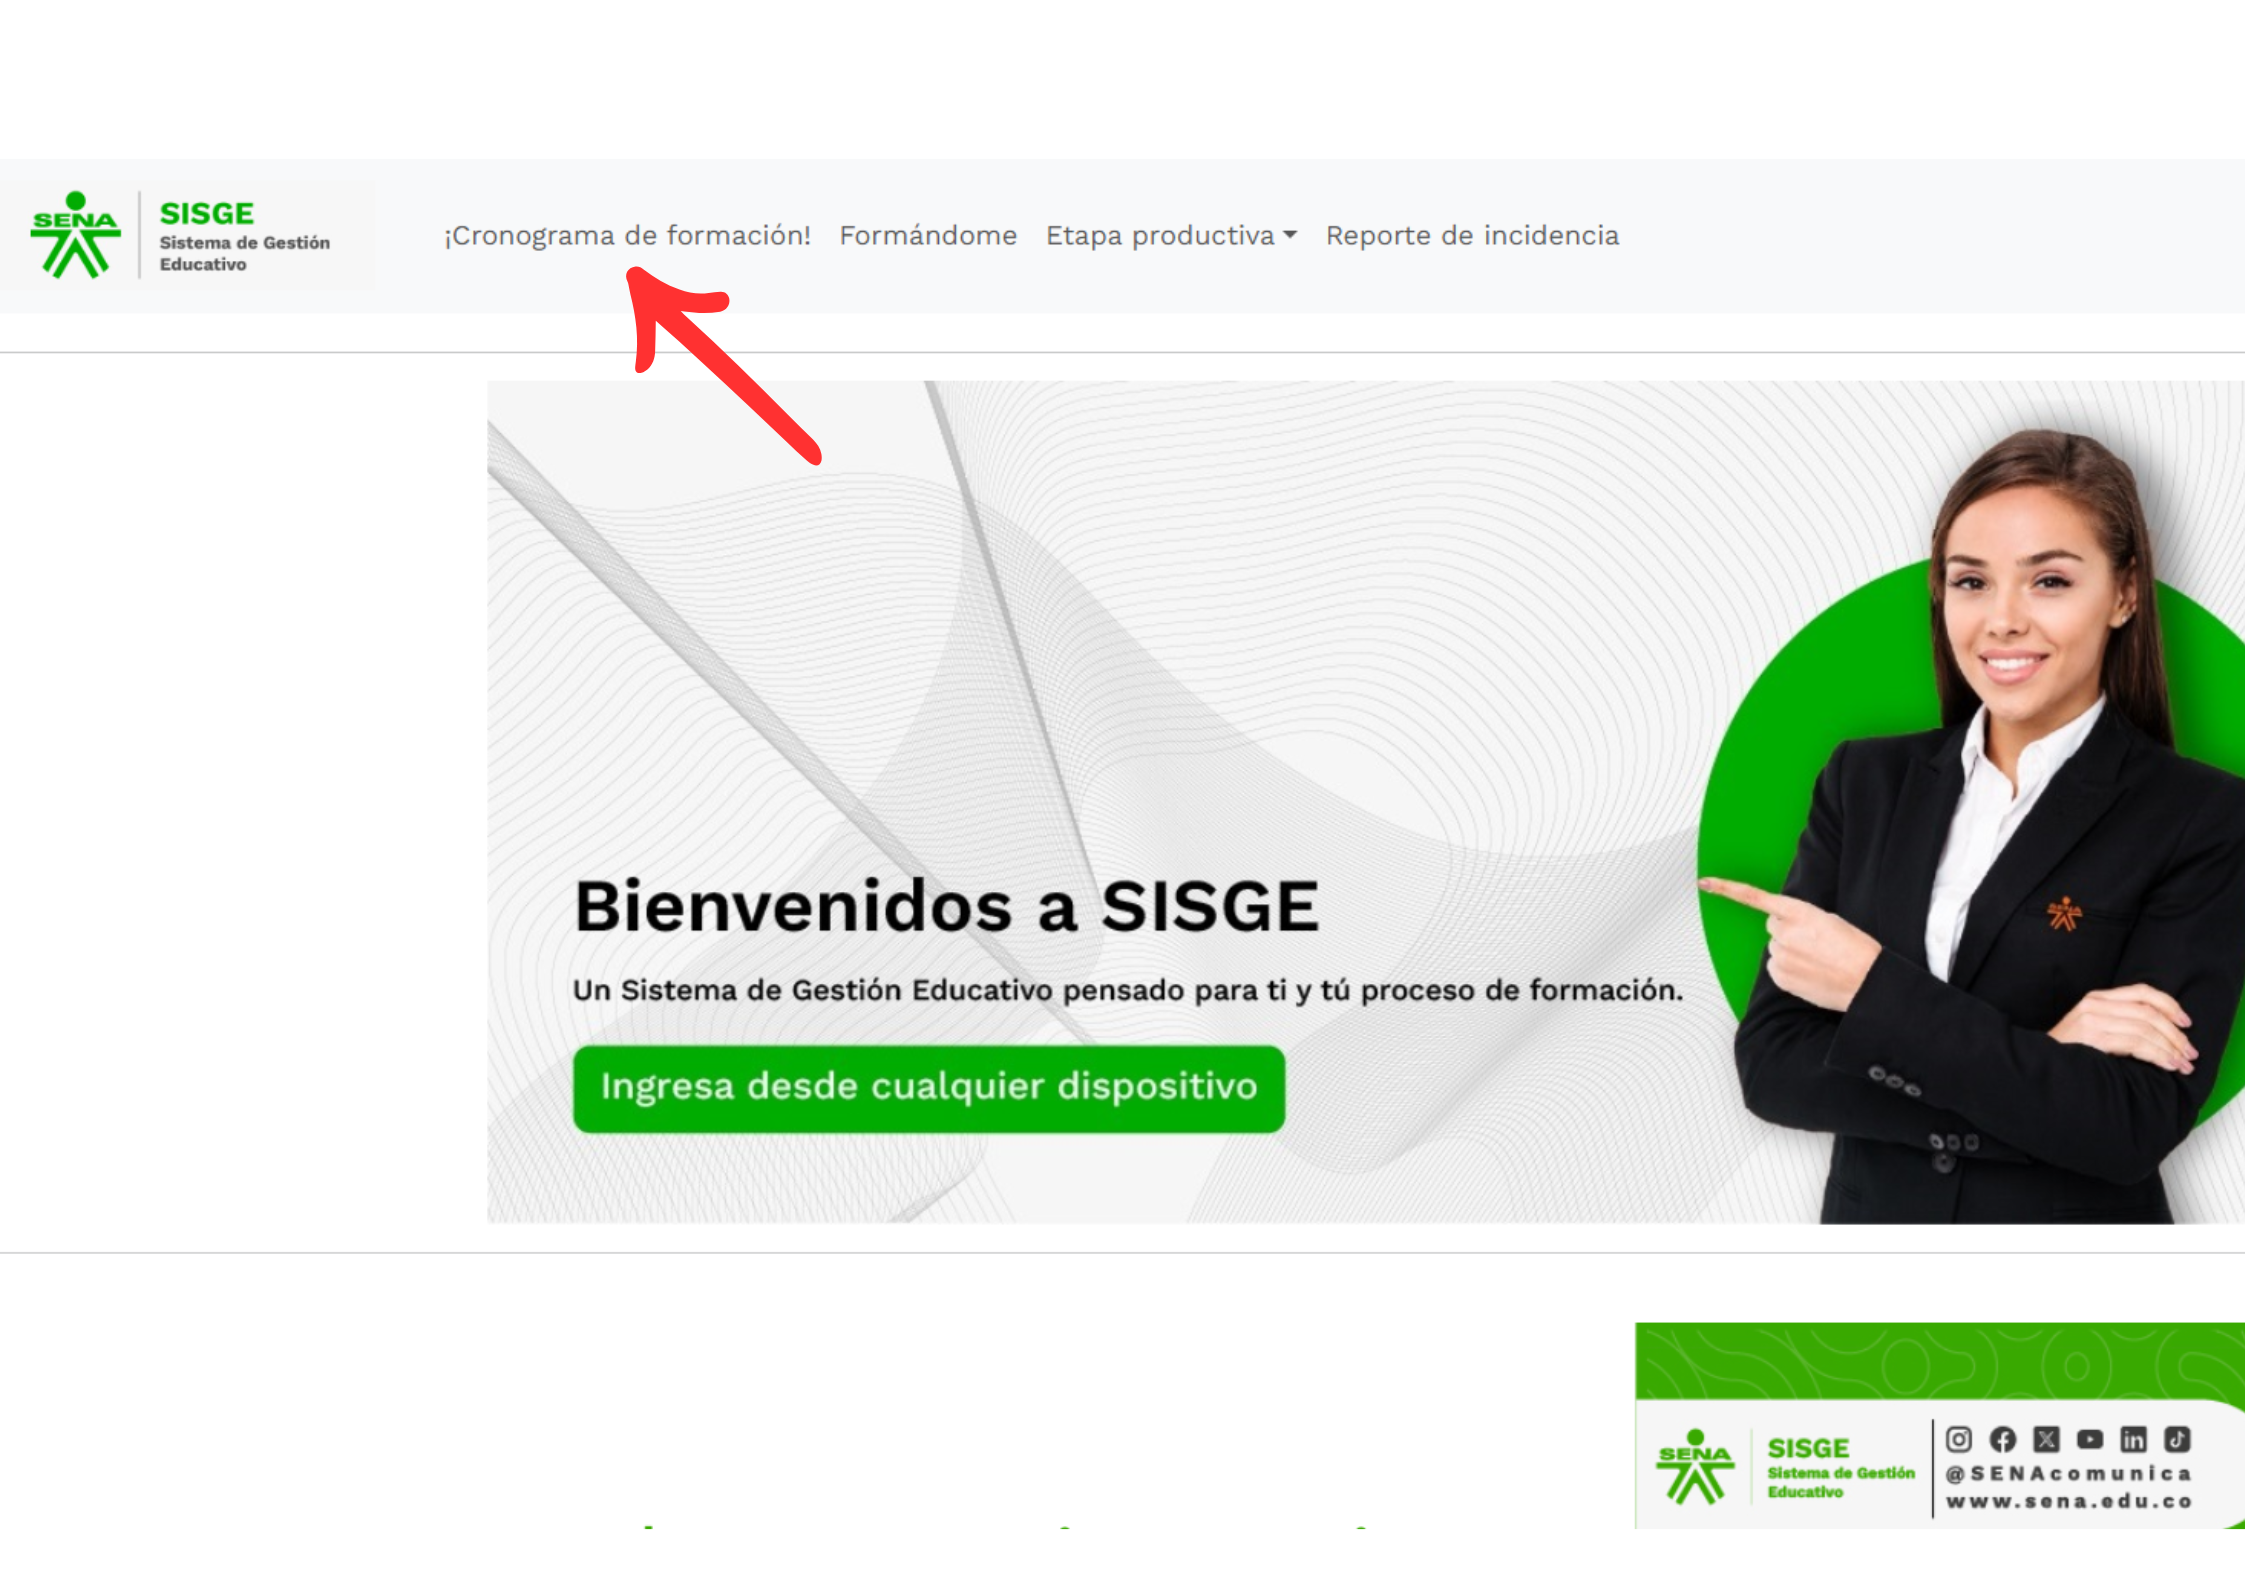 SENA
SISGE
Sistema de Gestión
Educativo
¡Cronograma de formación! Formándome Etapa productiva Reporte de incidencia
Bienvenidos a SISGE
Un Sistema de Gestión Educativo pensado para ti y tú proceso de formación.
Ingresa desde cualquier dispositivo
SENA
SENA
SISGE
Sistema de Gestión
Educativo
@SENAcomunica
www.sena.edu.co